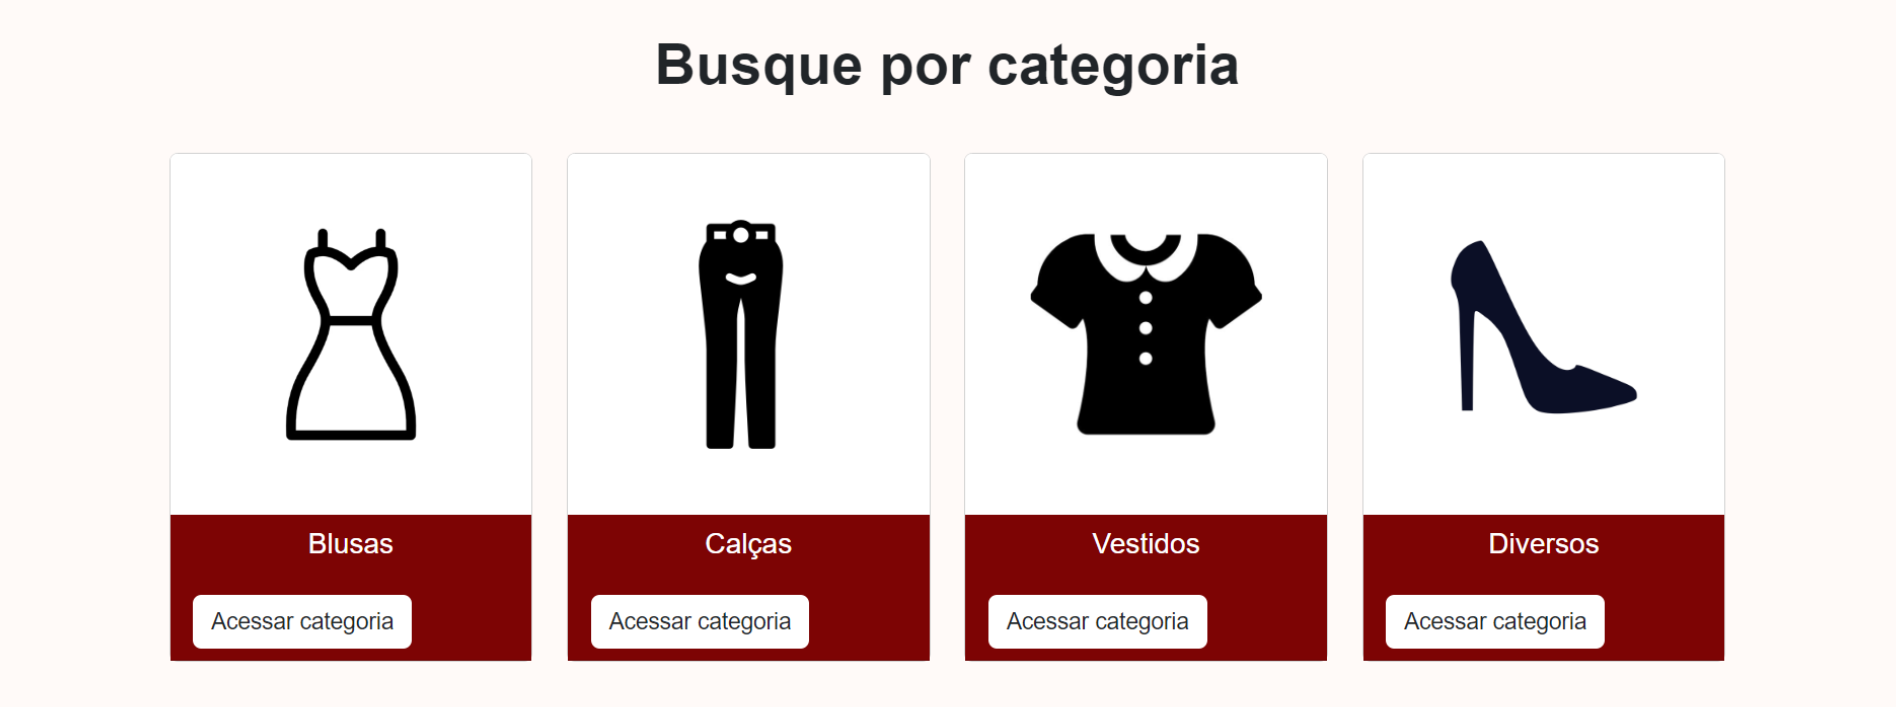 Busque por categoria
Blusas
Acessar categoria
Calças
Acessar categoria
Vestidos
Acessar categoria
Diversos
Acessar categoria